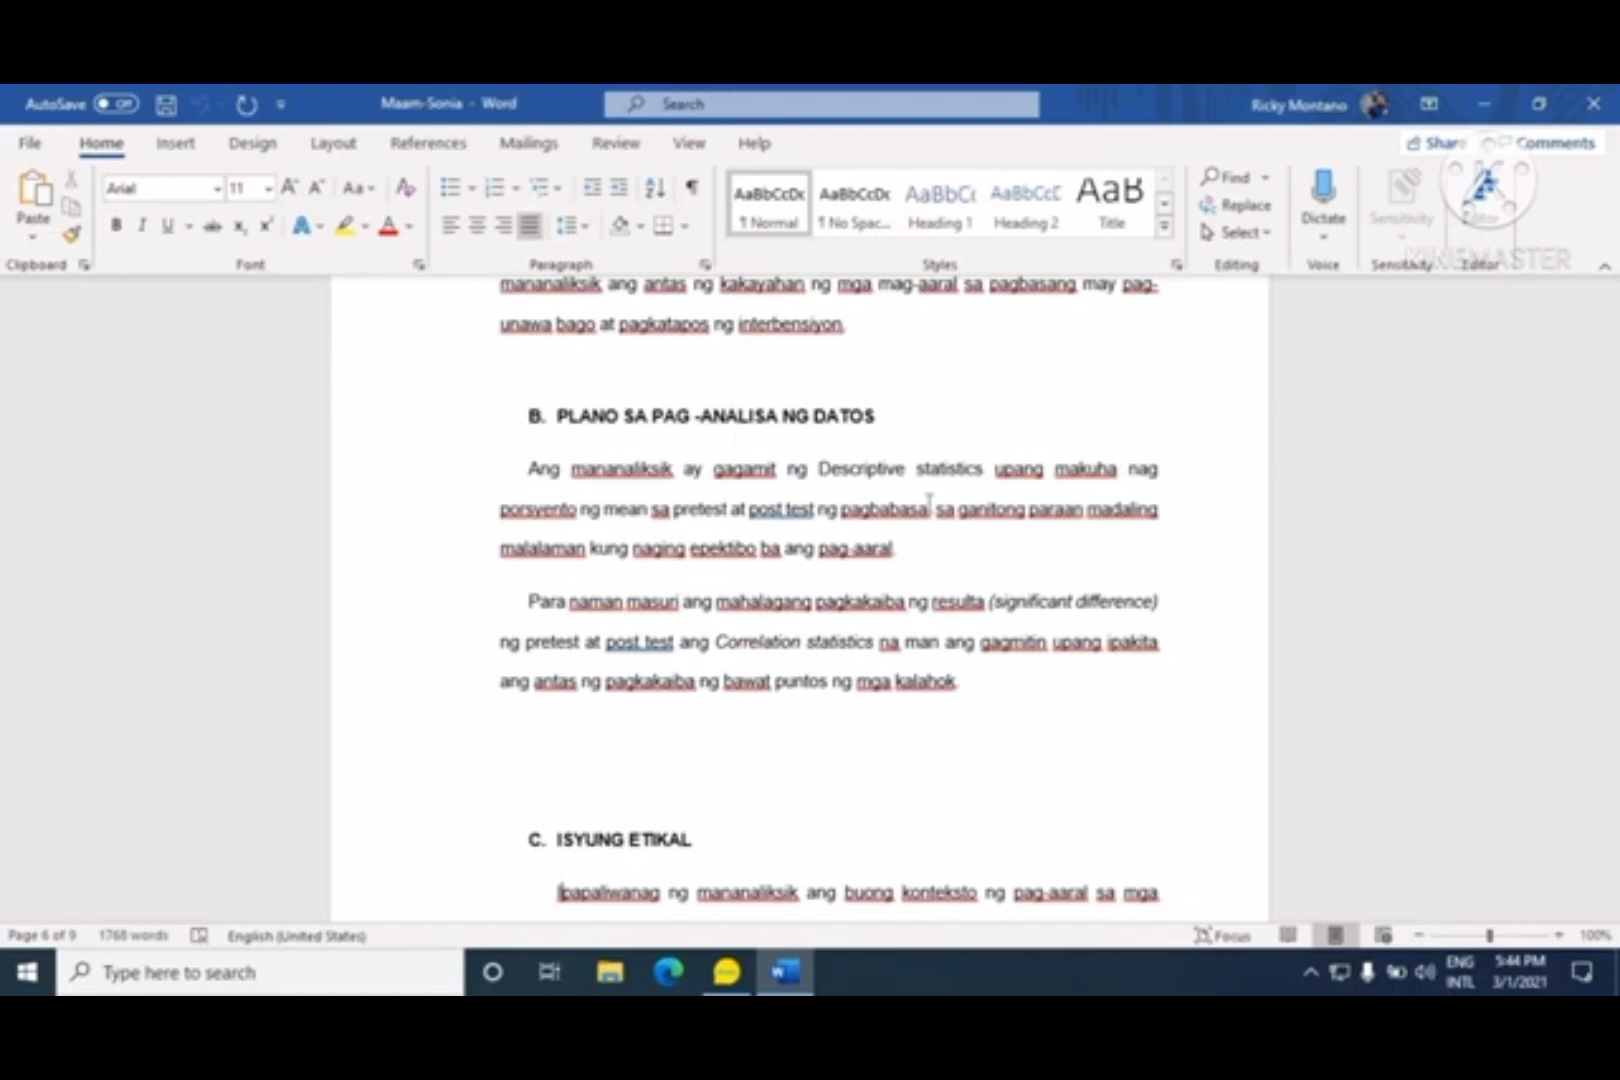 AutoSave Off Maam-Sonia - Word Search Ricky Montano
File Home Insert Design Layout References Mailings Review View Help Share Comments
Paste Arial 11 Aa AaBbCcDc AaBbCcDc AaBbCc AaBbCcC AaB Find Replace Select Dictate Sensitivity Editor
¶ Normal ¶ No Spac... Heading 1 Heading 2 Title
Clipboard Font Paragraph Styles Editing Voice Sensitivity Editor
KINEMASTER
mananaliksik ang antas ng kakayahan ng mga mag-aaral sa pagbasang may pag-
unawa bago at pagkatapos ng interbensiyon.
B. PLANO SA PAG -ANALISA NG DATOS
Ang mananaliksik ay gagamit ng Descriptive statistics upang makuha nag
porsyento ng mean sa pretest at post test ng pagbabasa sa ganitong paraan madaling
malalaman kung naging epektibo ba ang pag-aaral.
Para naman masuri ang mahalagang pagkakaiba ng resulta (significant difference)
ng pretest at post test ang Correlation statistics na man ang gagmitin upang ipakita
ang antas ng pagkakaiba ng bawat puntos ng mga kalahok.
C. ISYUNG ETIKAL
Ipapaliwanag ng mananaliksik ang buong konteksto ng pag-aaral sa mga
Page 6 of 9 1768 words English (United States) Focus 100%
Type here to search ENG 5:44 PM
INTL 3/1/2021